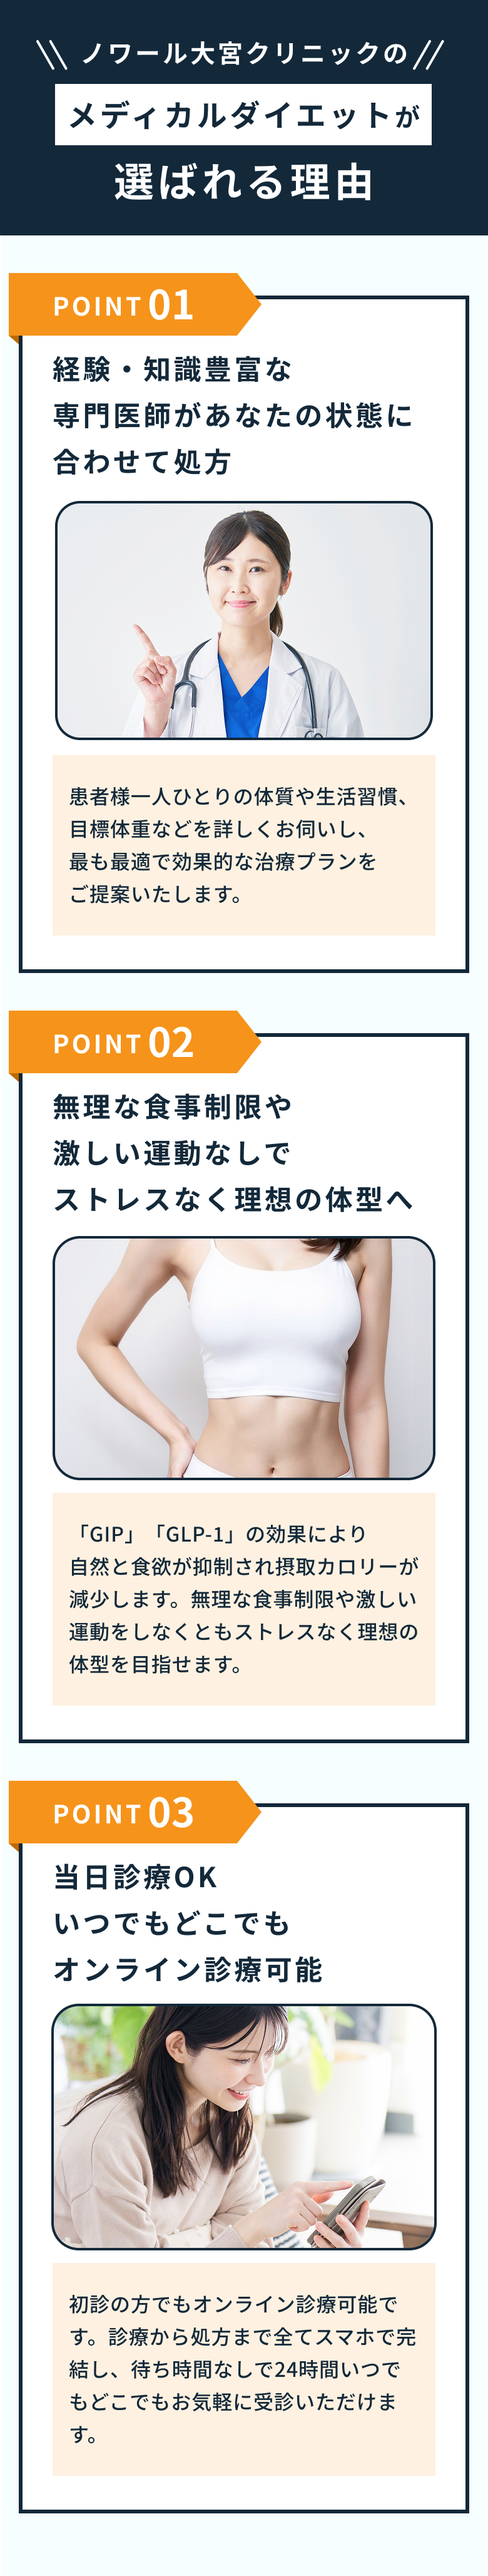 ノワール大宮クリニックの
メディカルダイエットが
選ばれる理由
POINT 01
経験・知識豊富な
専門医師があなたの状態に
合わせて処方
患者様一人ひとりの体質や生活習慣、
目標体重などを詳しくお伺いし、
最も最適で効果的な治療プランを
ご提案いたします。
POINT 02
無理な食事制限や
激しい運動なしで
ストレスなく理想の体型へ
「GIP」「GLP-1」の効果により
自然と食欲が抑制され摂取カロリーが
減少します。無理な食事制限や激しい
運動をしなくともストレスなく理想の
体型を目指せます。
POINT 03
当日診療OK
いつでもどこでも
オンライン診療可能
初診の方でもオンライン診療可能で
す。診療から処方まで全てスマホで完
結し、待ち時間なしで24時間いつで
もどこでもお気軽に受診いただけま
す。